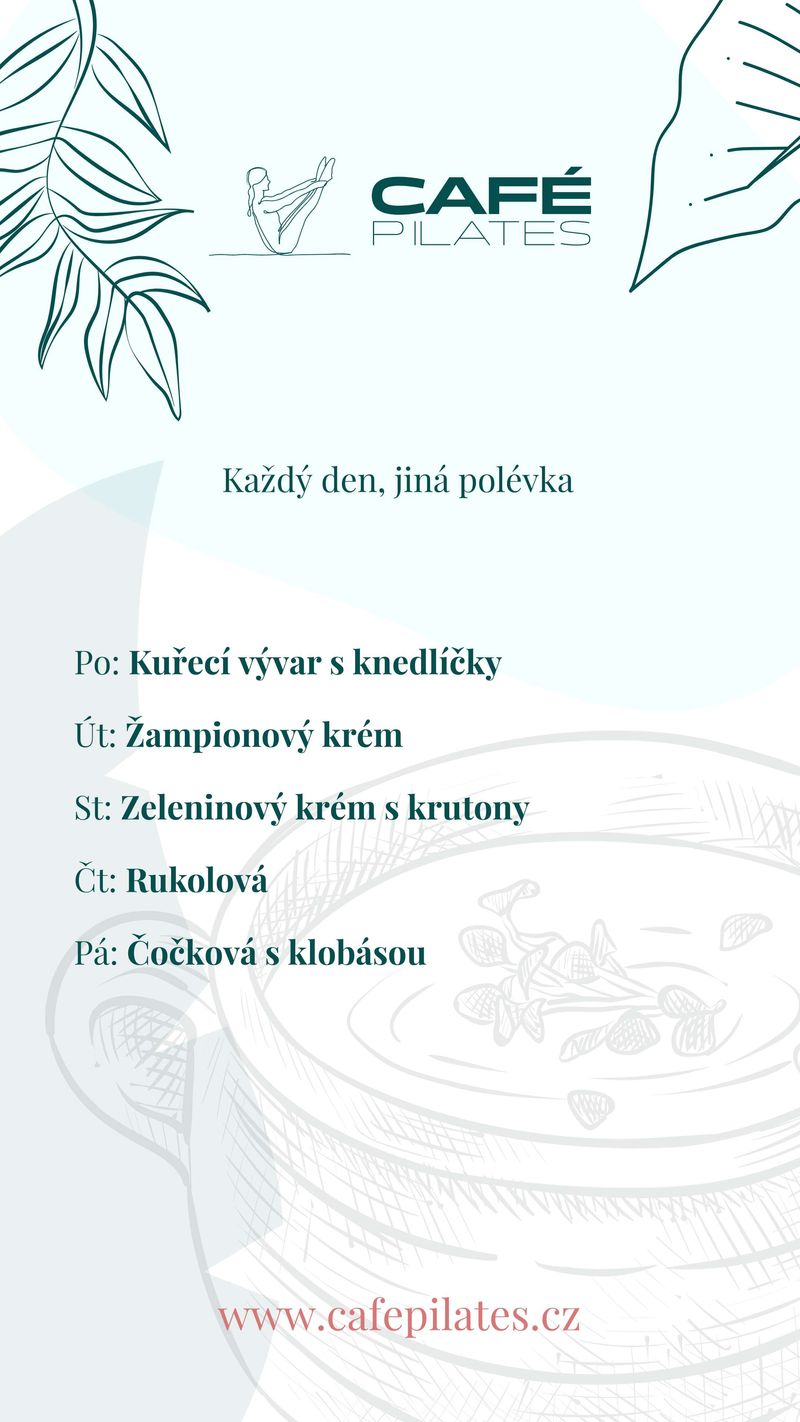 CAFÉ
PILATES
Každý den, jiná polévka
Po: Kuřecí vývar s knedlíčky
Út: Žampionový krém
St: Zeleninový krém s krutony
Čt: Rukolová
Pá: Čočková s klobásou
www.cafepilates.cz